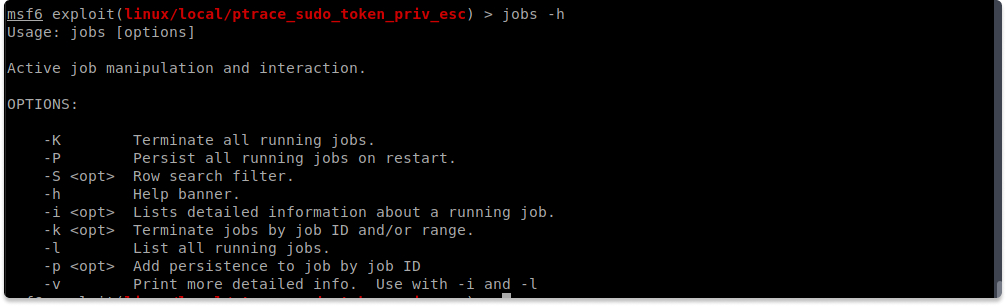 msf6 exploit(linux/local/ptrace_sudo_token_priv_esc) > jobs -h
Usage: jobs [options]
Active job manipulation and interaction.
OPTIONS:
-K Terminate all running jobs.
-P Persist all running jobs on restart.
-S <opt> Row search filter.
-h Help banner.
-i <opt> Lists detailed information about a running job.
-k <opt> Terminate jobs by job ID and/or range.
-l List all running jobs.
-p <opt> Add persistence to job by job ID
-v Print more detailed info. Use with -i and -l